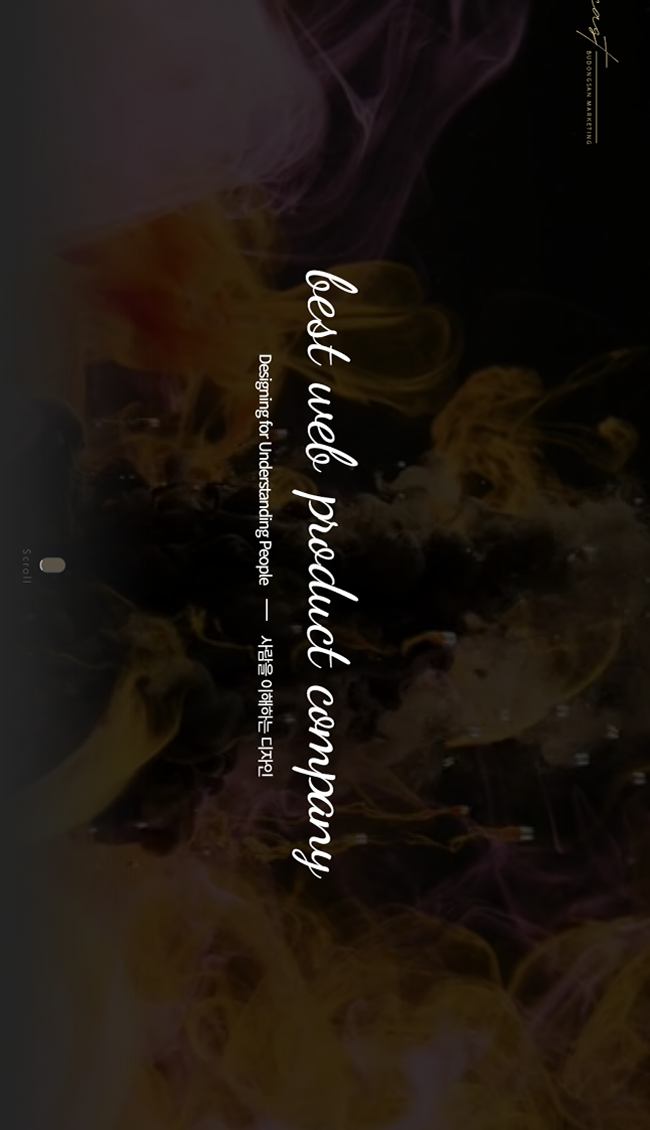 BUDONGSAN MARKETING
best web product company
Designing for Understanding People — 사람을 이해하는 디자인
Scroll